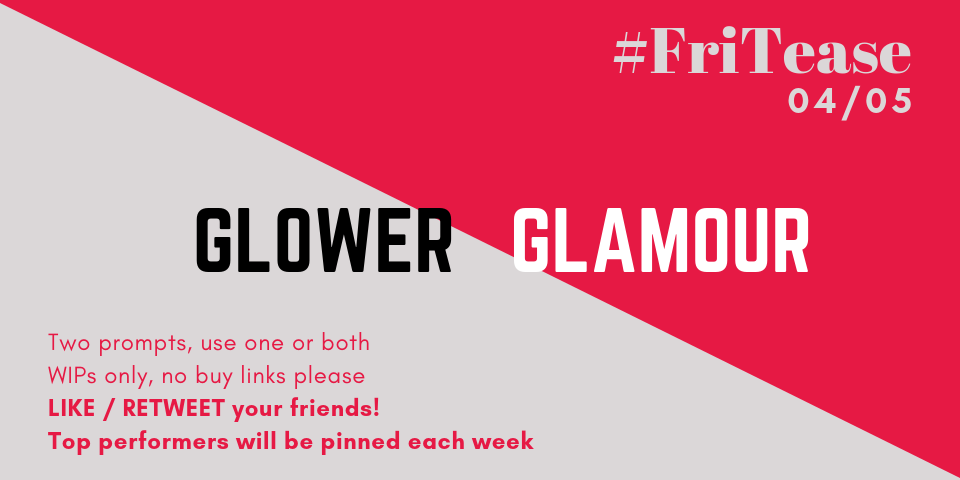 #FriTease
04/05
GLOWER GLAMOUR
Two prompts, use one or both
WIPs only, no buy links please
LIKE / RETWEET your friends!
Top performers will be pinned each week